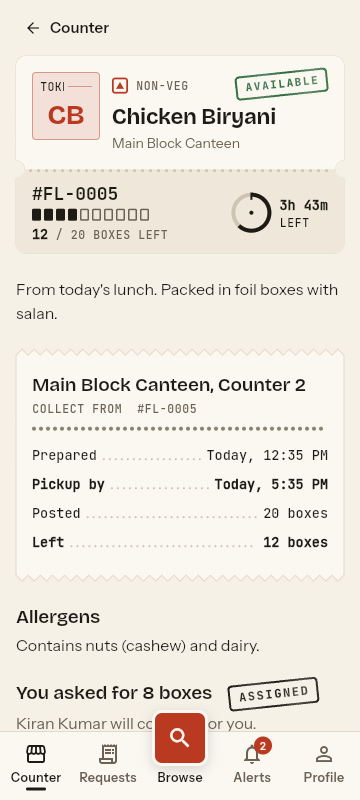 Counter
TOKI
CB
NON-VEG
AVAILABLE
Chicken Biryani
Main Block Canteen
#FL-0005
12 / 20 BOXES LEFT
3h 43m
LEFT
From today's lunch. Packed in foil boxes with
salan.
Main Block Canteen, Counter 2
COLLECT FROM #FL-0005
Prepared Today, 12:35 PM
Pickup by Today, 5:35 PM
Posted 20 boxes
Left 12 boxes
Allergens
Contains nuts (cashew) and dairy.
You asked for 8 boxes
ASSIGNED
Kiran Kumar will co or you.
2
Counter Requests Browse Alerts Profile